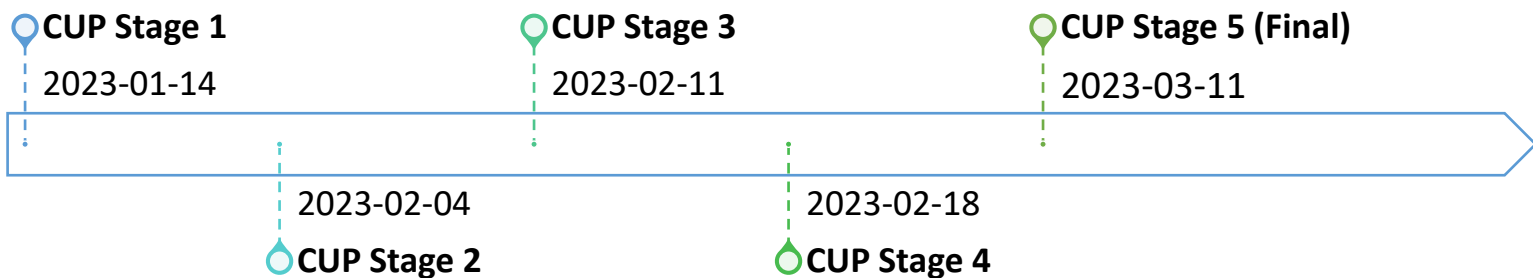 CUP Stage 1
2023-01-14
CUP Stage 2
2023-02-04
CUP Stage 3
2023-02-11
CUP Stage 4
2023-02-18
CUP Stage 5 (Final)
2023-03-11